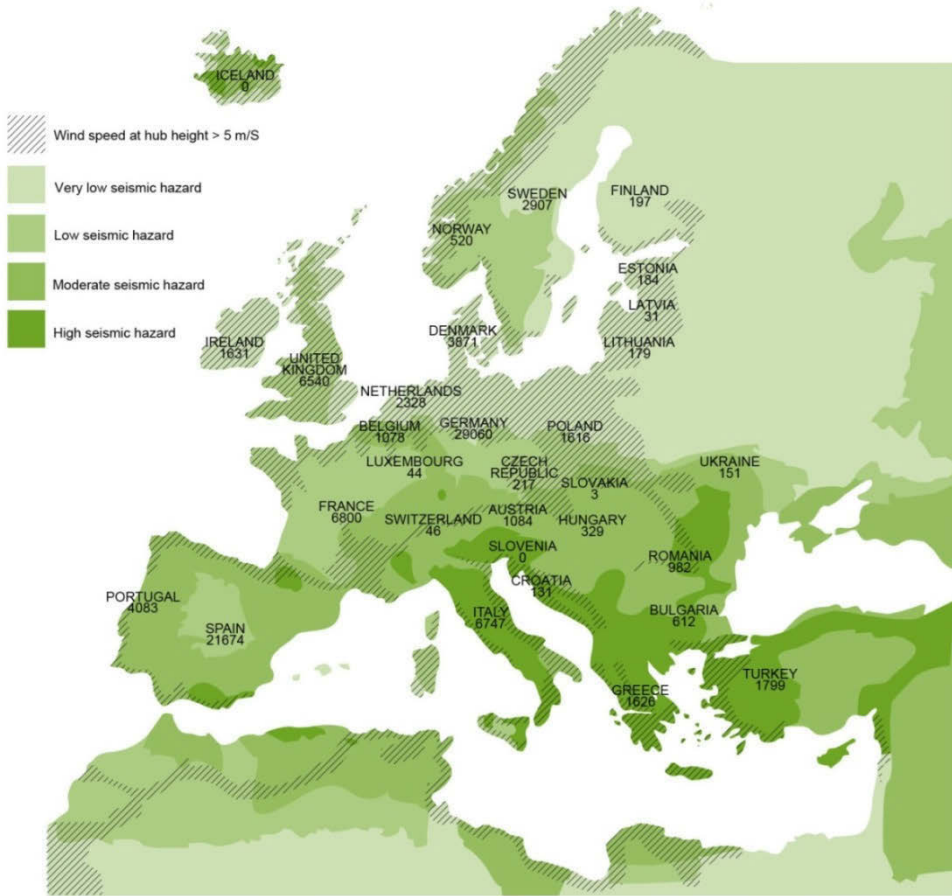 ICELAND
0
Wind speed at hub height > 5 m/S
Very low seismic hazard
Low seismic hazard
Moderate seismic hazard
High seismic hazard
SWEDEN
2907
FINLAND
197
NORWAY
520
ESTONIA
184
LATVIA
31
LITHUANIA
179
DENMARK
3871
IRELAND
1631
UNITED
KINGDOM
6540
NETHERLANDS
2328
BELGIUM
1078
GERMANY
29060
POLAND
1616
LUXEMBOURG
44
CZECH
REPUBLIC
217
SLOVAKIA
3
UKRAINE
151
FRANCE
6800
SWITZERLAND
46
AUSTRIA
1084
HUNGARY
329
SLOVENIA
0
ROMANIA
982
CROATIA
131
PORTUGAL
4083
SPAIN
21674
ITALY
6747
BULGARIA
612
GREECE
1626
TURKEY
1799